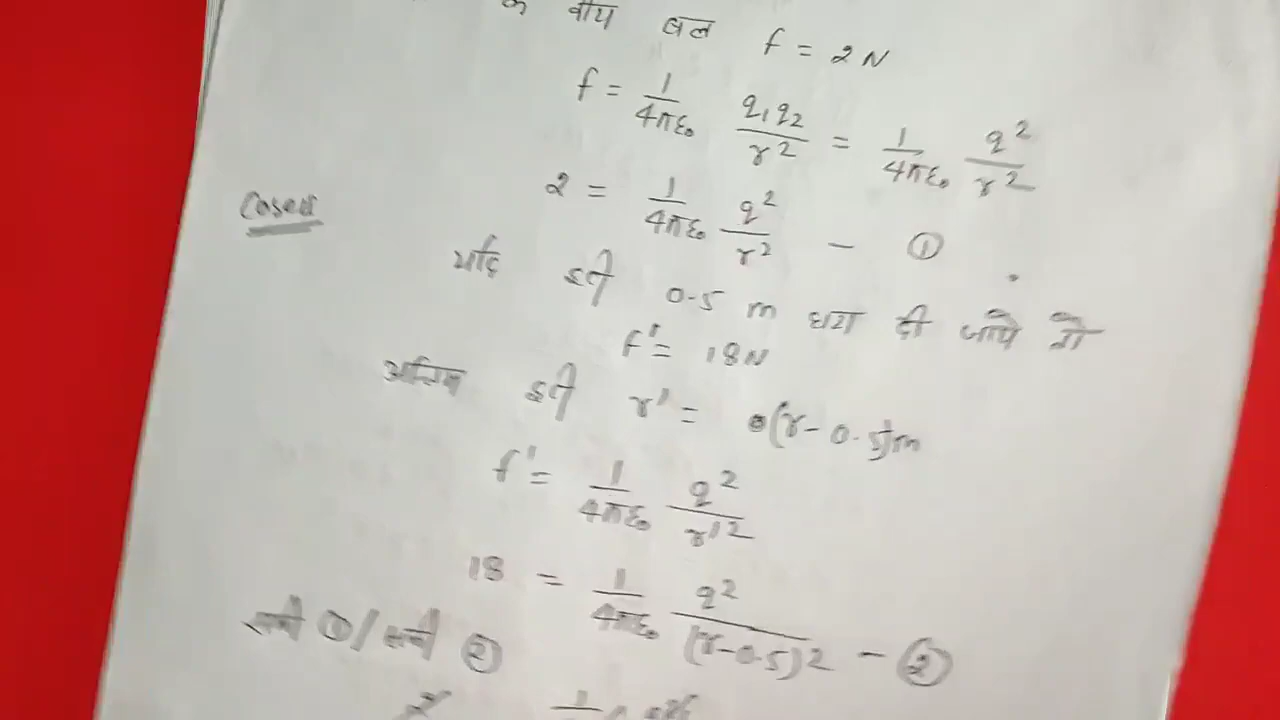 के बीच बल f = 2N
f = 1/4πε₀ q₁q₂/r² = 1/4πε₀ q²/r²
2 = 1/4πε₀ q²/r² — ①
Case II
यदि दूरी 0.5 m घटा दी जाये तो
f' = 18N
दूरी r' = (r-0.5)m
f' = 1/4πε₀ q²/r'²
18 = 1/4πε₀ q²/(r-0.5)² — ②
समी ①/समी ②